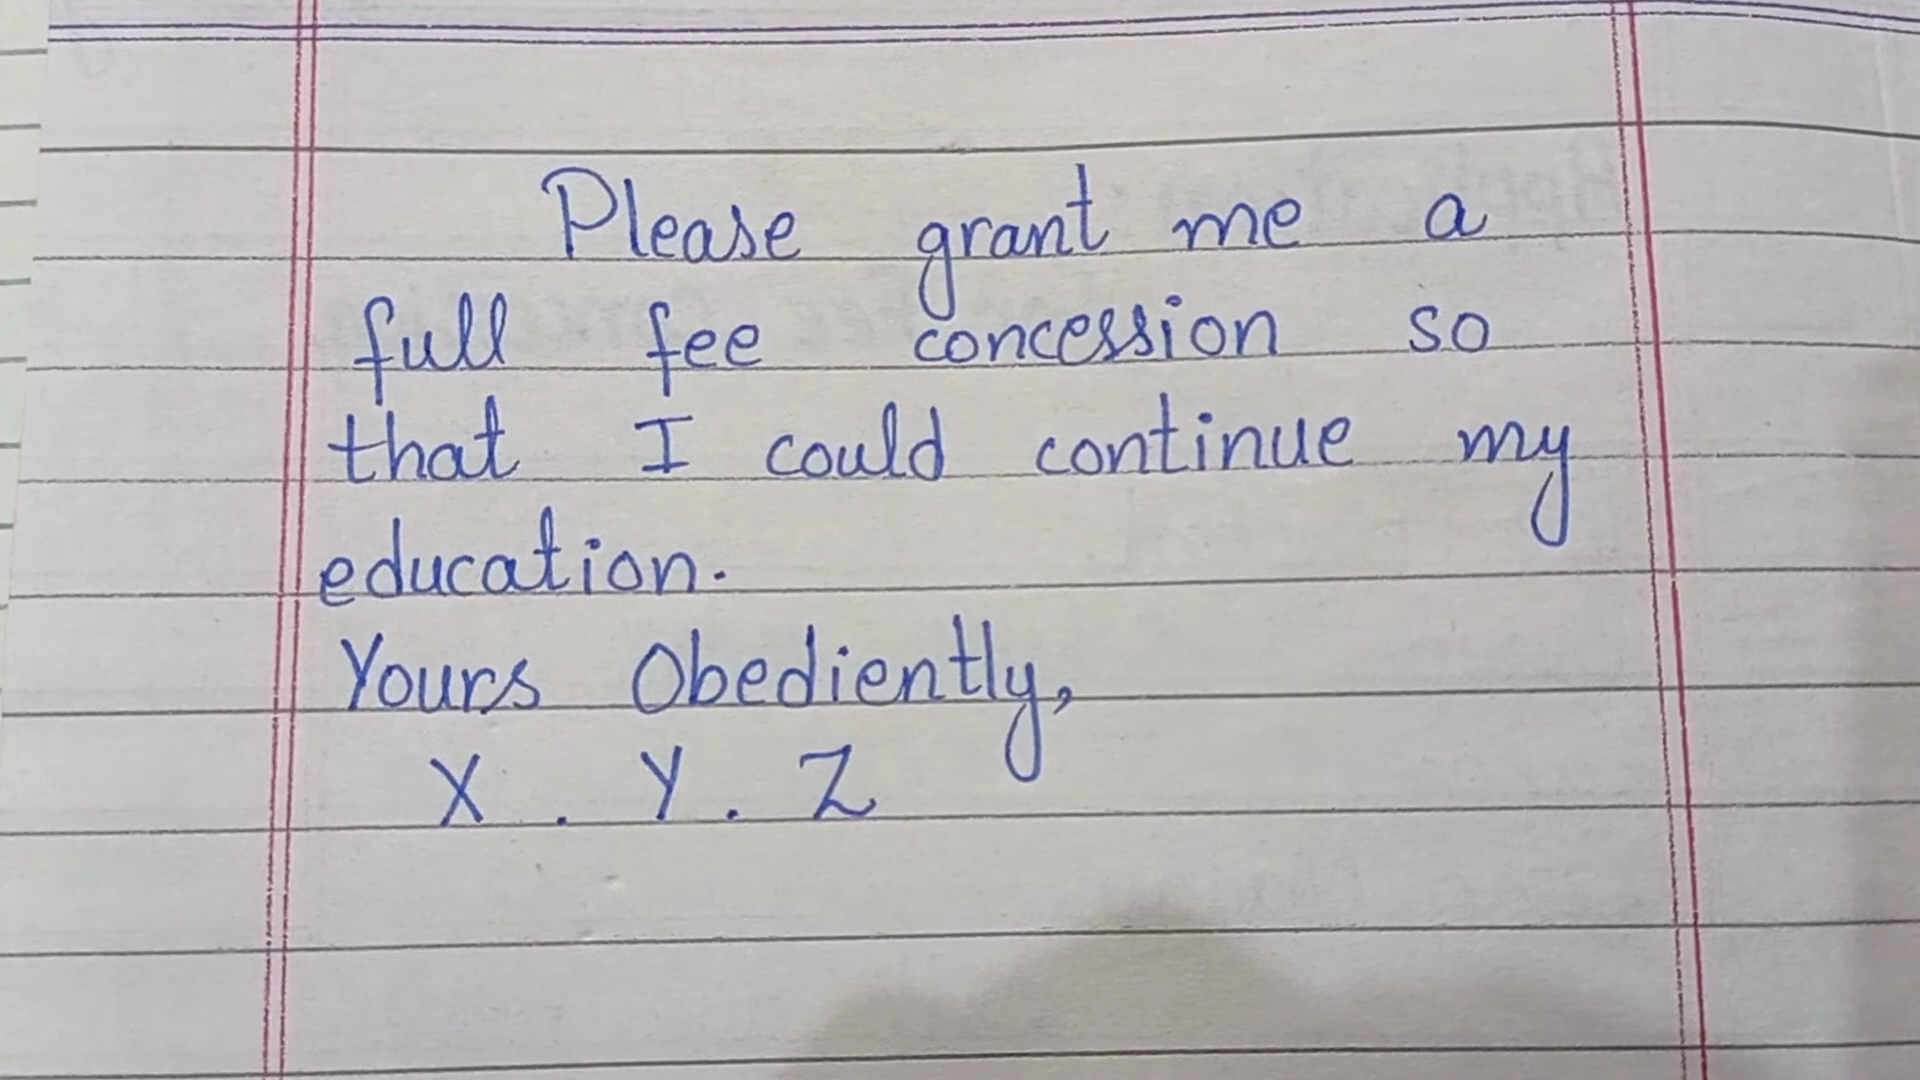 Please grant me a
full fee concession so
that I could continue my
education.
Yours Obediently,
X . Y . Z